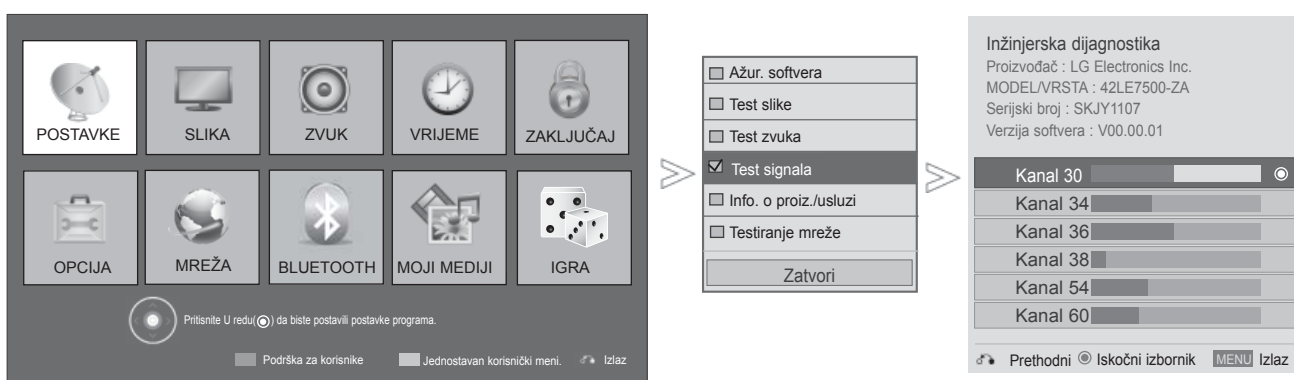 POSTAVKE
SLIKA
ZVUK
VRIJEME
ZAKLJUČAJ
OPCIJA
MREŽA
BLUETOOTH
MOJI MEDIJI
IGRA
Pritisnite U redu(◉) da biste postavili postavke programa.
Podrška za korisnike
Jednostavan korisnički meni.
Izlaz
Ažur. softvera
Test slike
Test zvuka
Test signala
Info. o proiz./usluzi
Testiranje mreže
Zatvori
Inžinjerska dijagnostika
Proizvođač : LG Electronics Inc.
MODEL/VRSTA : 42LE7500-ZA
Serijski broj : SKJY1107
Verzija softvera : V00.00.01
Kanal 30
Kanal 34
Kanal 36
Kanal 38
Kanal 54
Kanal 60
Prethodni ◉ Iskočni izbornik MENU Izlaz